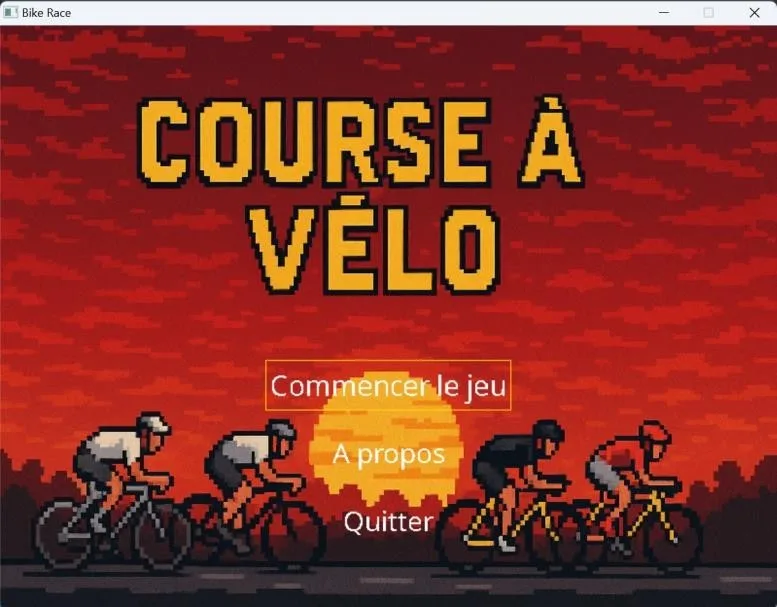 Bike Race
COURSE À
VÉLO
Commencer le jeu
A propos
Quitter